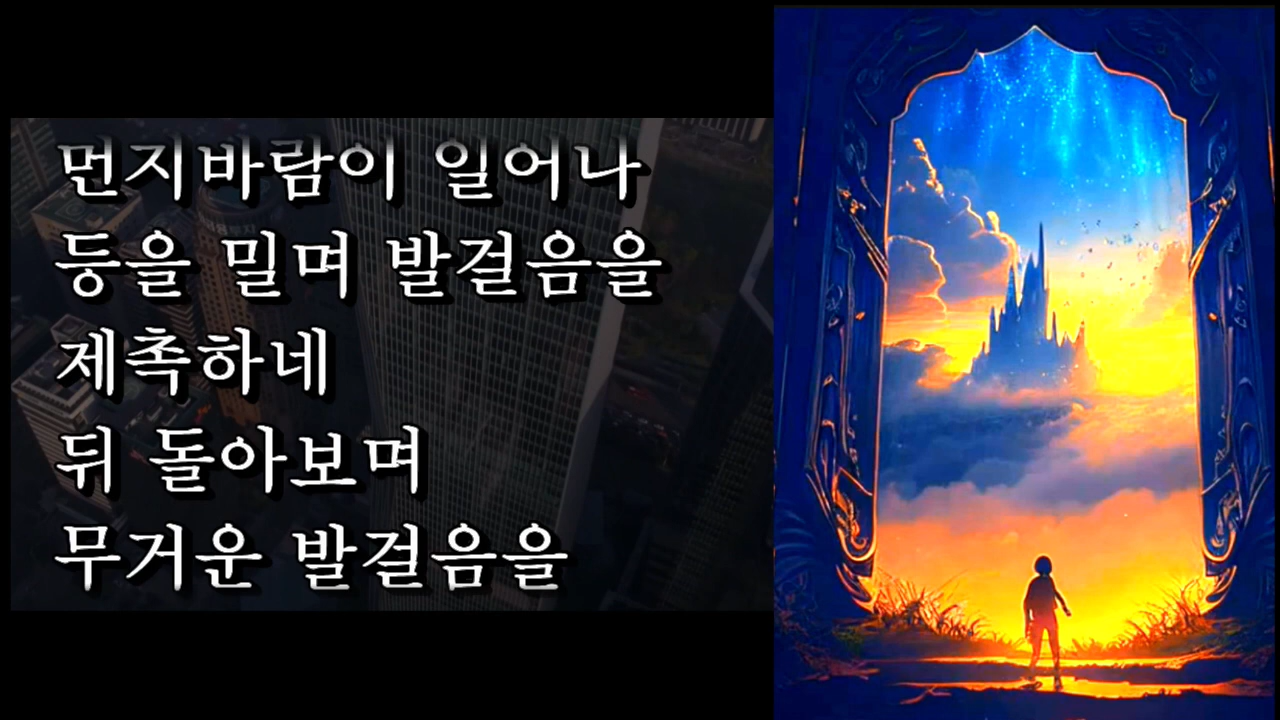 먼지바람이 일어나
등을 밀며 발걸음을
제촉하네
뒤 돌아보며
무거운 발걸음을